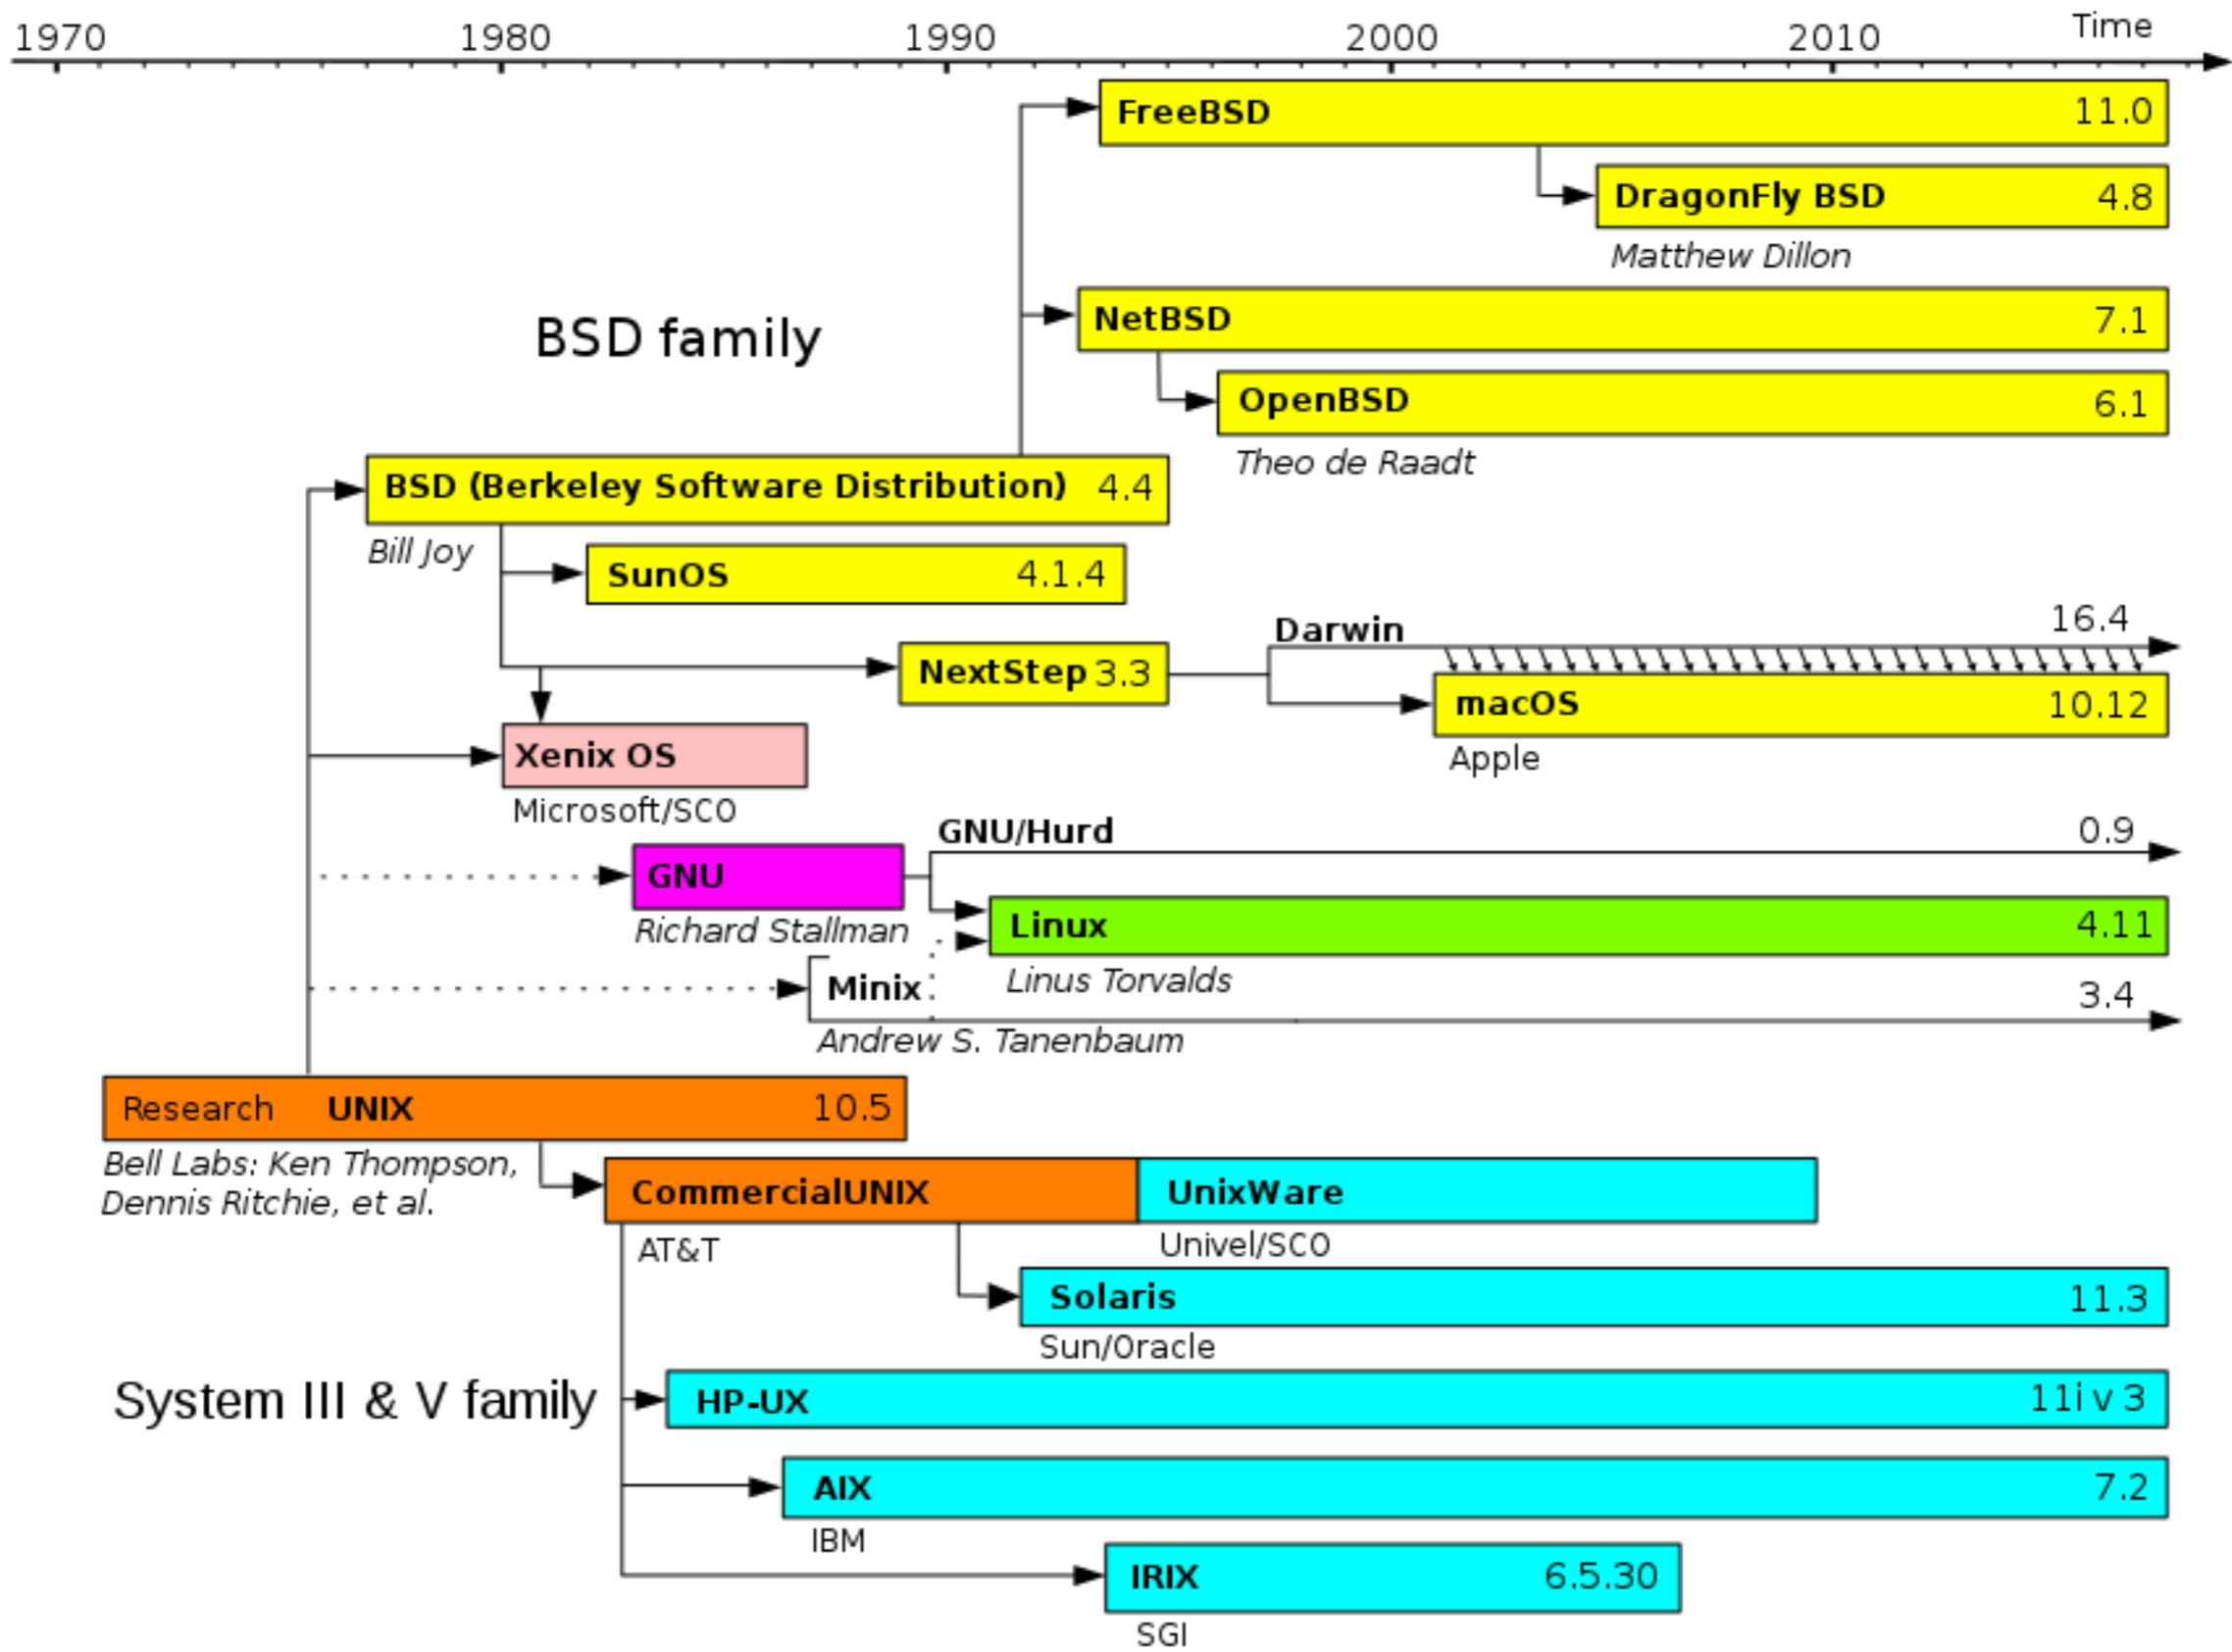 1970 1980 1990 2000 2010 Time
FreeBSD 11.0
DragonFly BSD 4.8
Matthew Dillon
NetBSD 7.1
BSD family
OpenBSD 6.1
Theo de Raadt
BSD (Berkeley Software Distribution) 4.4
Bill Joy
SunOS 4.1.4
Darwin 16.4
NextStep 3.3
macOS 10.12
Apple
Xenix OS
Microsoft/SCO
GNU/Hurd 0.9
GNU
Richard Stallman
Linux 4.11
Linus Torvalds
Minix 3.4
Andrew S. Tanenbaum
Research UNIX 10.5
Bell Labs: Ken Thompson,
Dennis Ritchie, et al.
CommercialUNIX UnixWare
AT&T Univel/SCO
Solaris 11.3
Sun/Oracle
System III & V family
HP-UX 11i v 3
AIX 7.2
IBM
IRIX 6.5.30
SGI